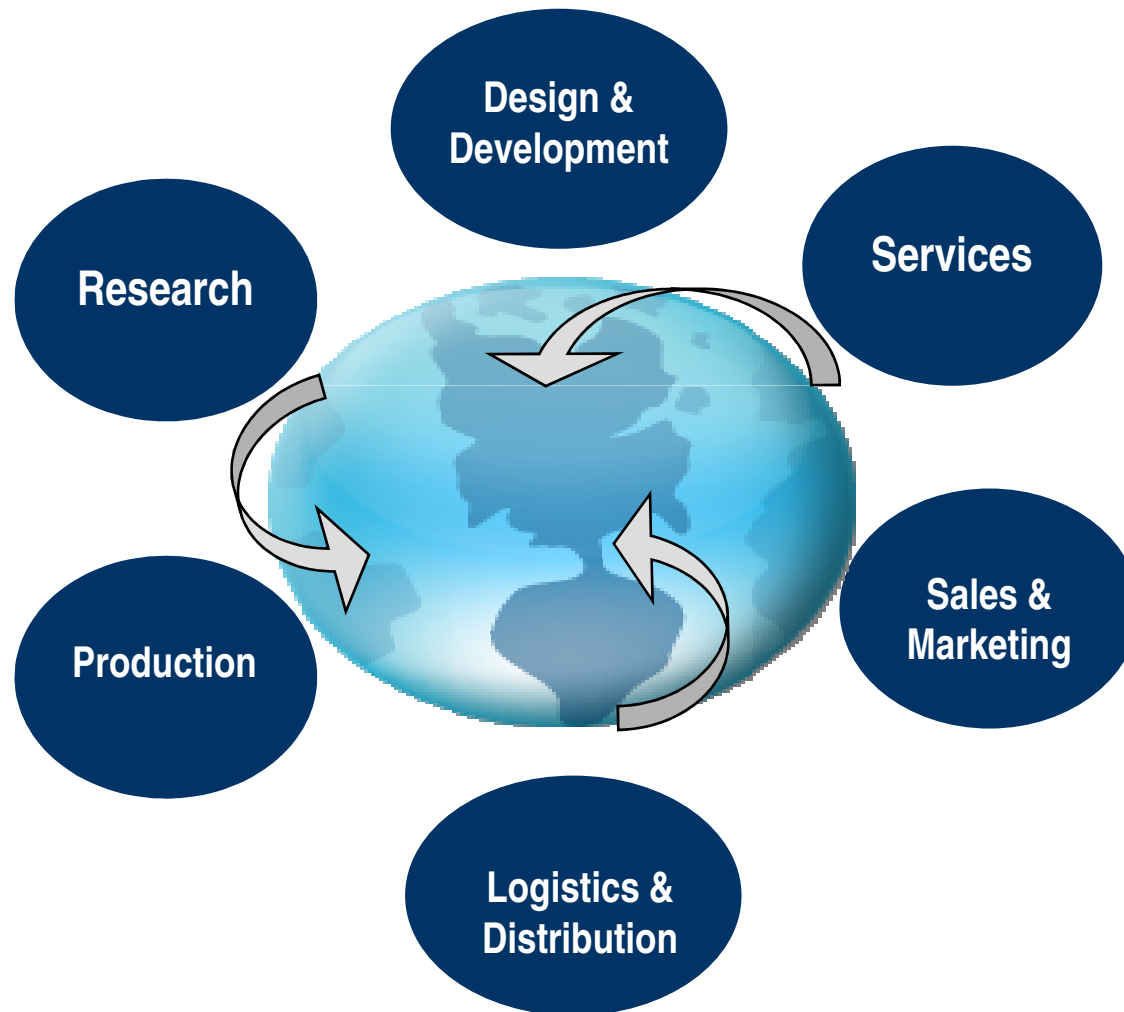 Design &
Development
Services
Research
Sales &
Marketing
Production
Logistics &
Distribution